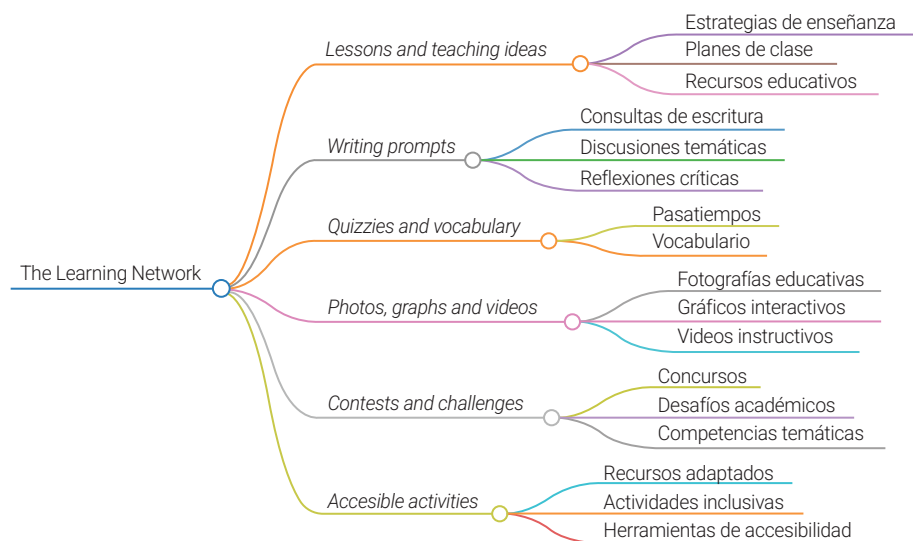 The Learning Network
Lessons and teaching ideas
Estrategias de enseñanza
Planes de clase
Recursos educativos
Writing prompts
Consultas de escritura
Discusiones temáticas
Reflexiones críticas
Quizzies and vocabulary
Pasatiempos
Vocabulario
Photos, graphs and videos
Fotografías educativas
Gráficos interactivos
Videos instructivos
Contests and challenges
Concursos
Desafíos académicos
Competencias temáticas
Accesible activities
Recursos adaptados
Actividades inclusivas
Herramientas de accesibilidad